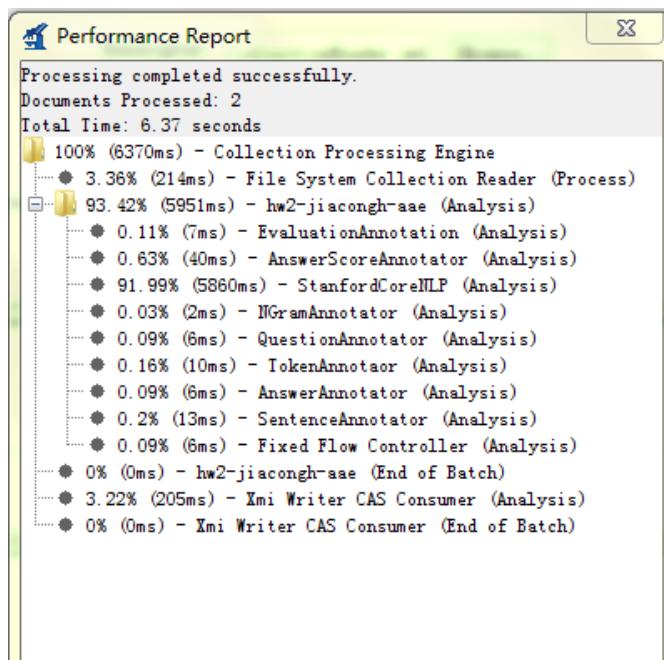 Performance Report
Processing completed successfully.
Documents Processed: 2
Total Time: 6.37 seconds
100% (6370ms) - Collection Processing Engine
3.36% (214ms) - File System Collection Reader (Process)
93.42% (5951ms) - hw2-jiacongh-aae (Analysis)
0.11% (7ms) - EvaluationAnnotation (Analysis)
0.63% (40ms) - AnswerScoreAnnotator (Analysis)
91.99% (5860ms) - StanfordCoreNLP (Analysis)
0.03% (2ms) - NGramAnnotator (Analysis)
0.09% (6ms) - QuestionAnnotator (Analysis)
0.16% (10ms) - TokenAnnotaor (Analysis)
0.09% (6ms) - AnswerAnnotator (Analysis)
0.2% (13ms) - SentenceAnnotator (Analysis)
0.09% (6ms) - Fixed Flow Controller (Analysis)
0% (0ms) - hw2-jiacongh-aae (End of Batch)
3.22% (205ms) - Xmi Writer CAS Consumer (Analysis)
0% (0ms) - Xmi Writer CAS Consumer (End of Batch)